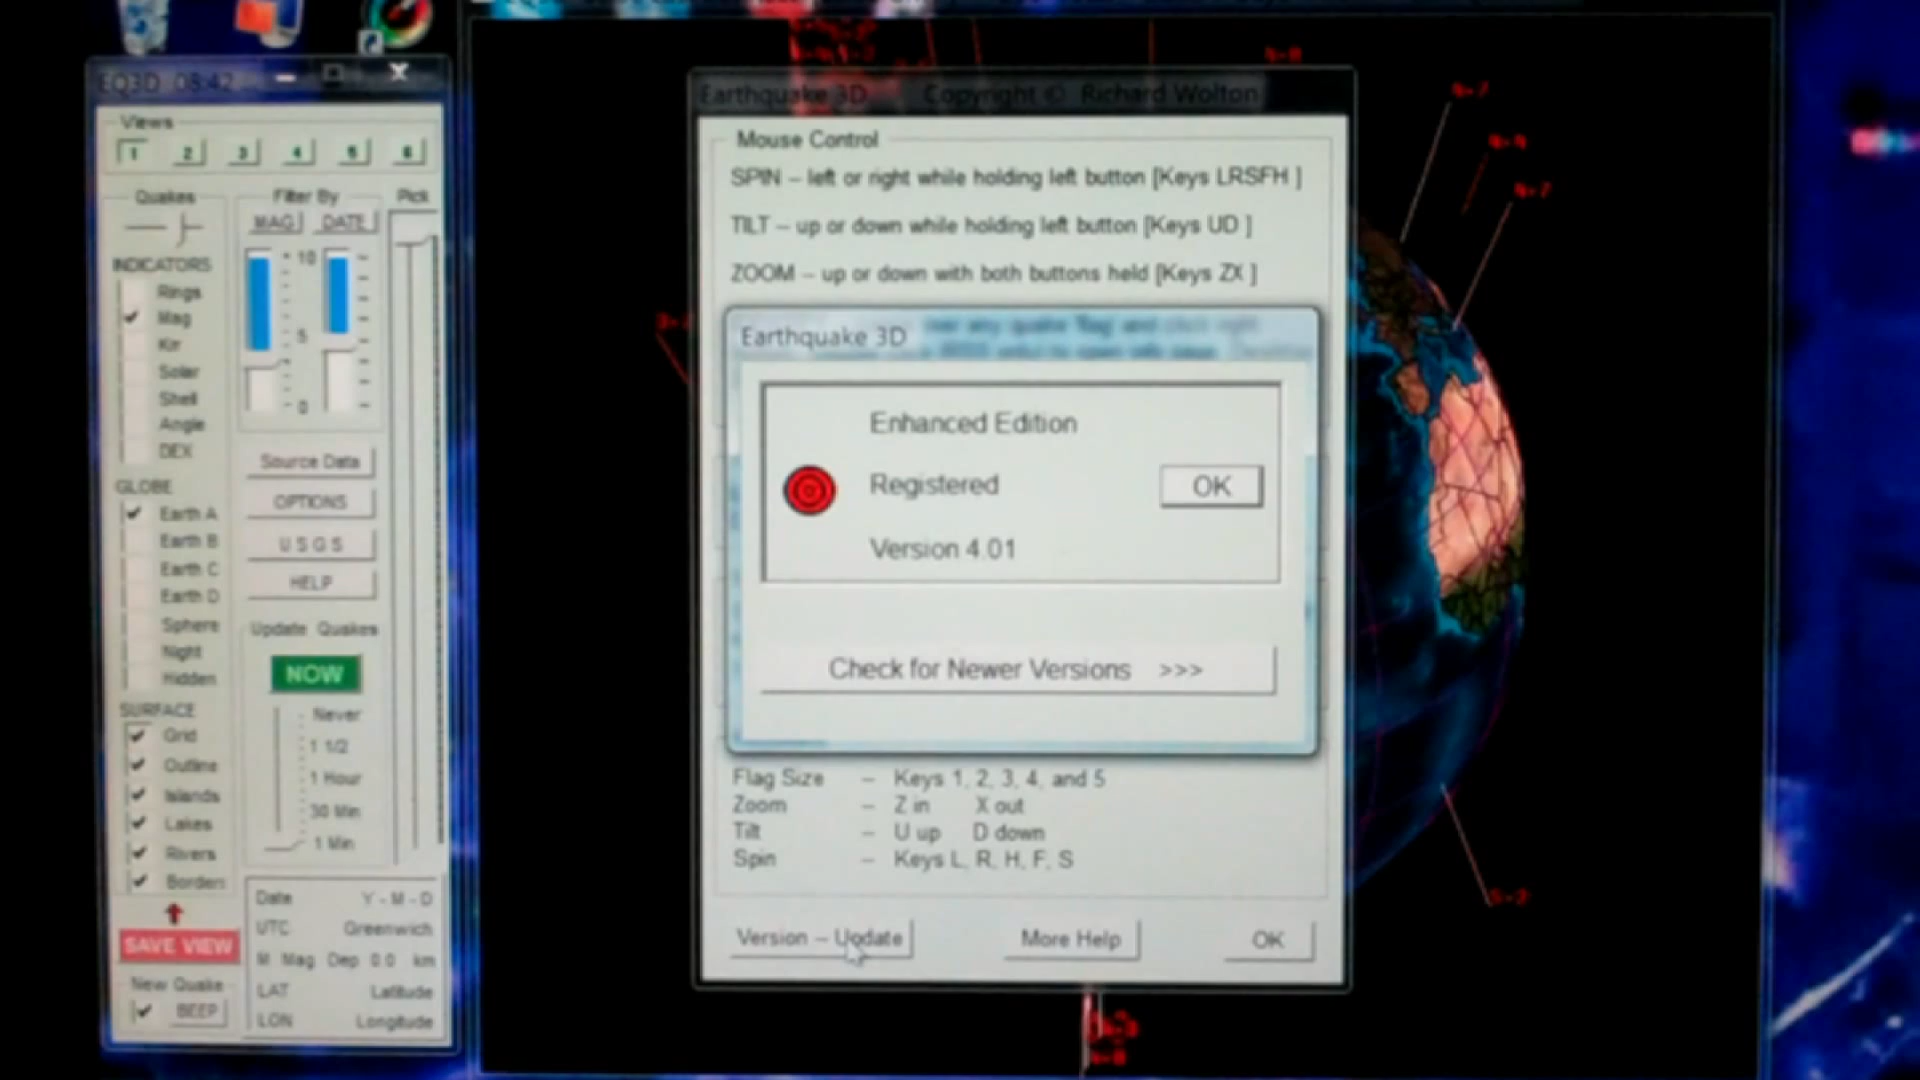 EQ3D 08:42
Views
1 2 3 4 5 6
Quakes
Filter By
Pick
MAG DATE
INDICATORS
10
5
0
Rings
Mag
Km
Solar
Shell
Angle
DEX
GLOBE
Earth A
Earth B
Earth C
Earth D
Sphere
Night
Hidden
SURFACE
Grid
Outline
Islands
Lakes
Rivers
Borders
SAVE VIEW
New Quake
BEEP
Source Data
OPTIONS
U S G S
HELP
Update Quakes
NOW
Never
1 1/2
1 Hour
30 Min
1 Min
Date Y - M - D
UTC Greenwich
M Mag Dep 0.0 km
LAT Latitude
LON Longitude
Earthquake 3D Copyright © Richard Wolton
Mouse Control
SPIN – left or right while holding left button [Keys LRSFH ]
TILT – up or down while holding left button [Keys UD ]
ZOOM – up or down with both buttons held [Keys ZX ]
Earthquake 3D
Enhanced Edition
Registered
OK
Version 4.01
Check for Newer Versions >>>
Flag Size – Keys 1, 2, 3, 4, and 5
Zoom – Z in X out
Tilt – U up D down
Spin – Keys L, R, H, F, S
Version – Update
More Help
OK